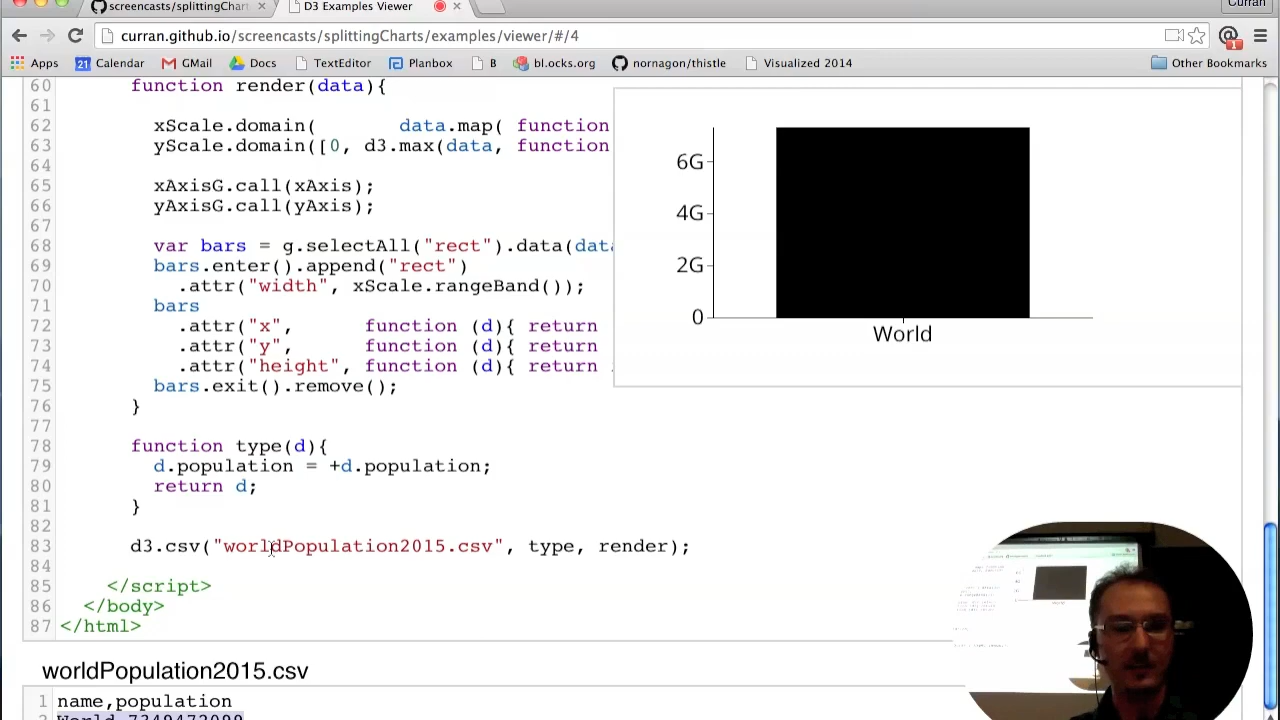 screencasts/splittingChart
D3 Examples Viewer
Curran
curran.github.io/screencasts/splittingCharts/examples/viewer/#/4
Apps 21 Calendar GMail Docs TextEditor Planbox B bl.ocks.org nornagon/thistle Vizualized 2014 Other Bookmarks
60 function render(data){
61
62 xScale.domain( data.map( function
63 yScale.domain([0, d3.max(data, function
64
65 xAxisG.call(xAxis);
66 yAxisG.call(yAxis);
67
68 var bars = g.selectAll("rect").data(data
69 bars.enter().append("rect")
70 .attr("width", xScale.rangeBand());
71 bars
72 .attr("x", function (d){ return
73 .attr("y", function (d){ return
74 .attr("height", function (d){ return
75 bars.exit().remove();
76 }
77
78 function type(d){
79 d.population = +d.population;
80 return d;
81 }
82
83 d3.csv("worldPopulation2015.csv", type, render);
84
85 </script>
86 </body>
87 </html>
6G
4G
2G
0
World
worldPopulation2015.csv
1 name,population